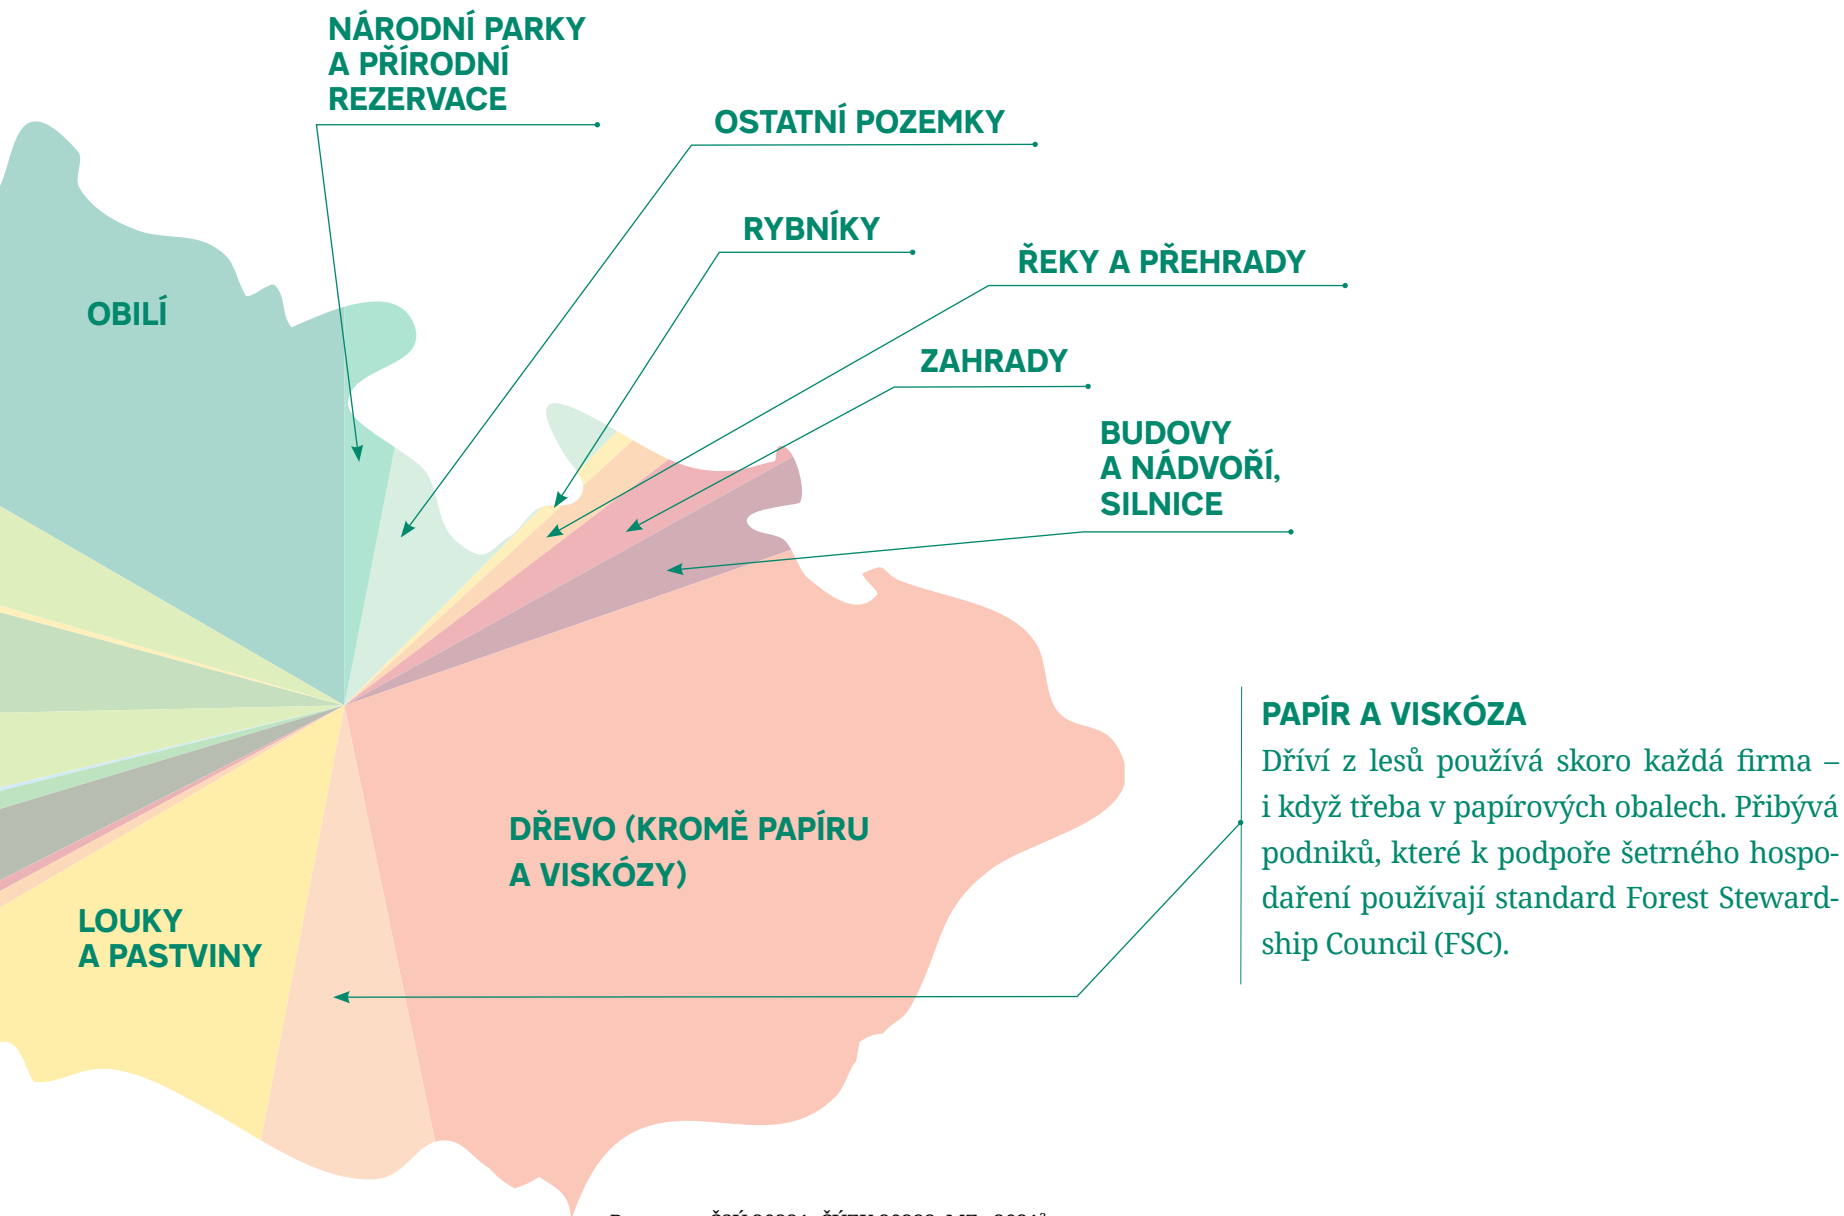 NÁRODNÍ PARKY
A PŘÍRODNÍ
REZERVACE
OSTATNÍ POZEMKY
RYBNÍKY
ŘEKY A PŘEHRADY
OBILÍ
ZAHRADY
BUDOVY
A NÁDVOŘÍ,
SILNICE
PAPÍR A VISKÓZA
Dříví z lesů používá skoro každá firma –
i když třeba v papírových obalech. Přibývá
podniků, které k podpoře šetrného hospo-
daření používají standard Forest Steward-
ship Council (FSC).
DŘEVO (KROMĚ PAPÍRU
A VISKÓZY)
LOUKY
A PASTVINY